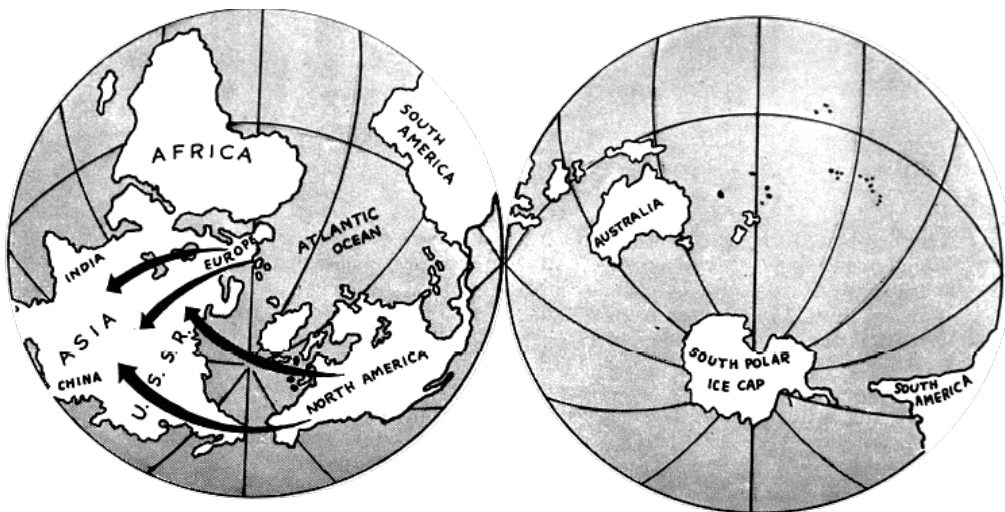 AFRICA
SOUTH
AMERICA
ATLANTIC
OCEAN
EUROPE
INDIA
ASIA
U.S.S.R.
CHINA
NORTH AMERICA
AUSTRALIA
SOUTH POLAR
ICE CAP
SOUTH
AMERICA